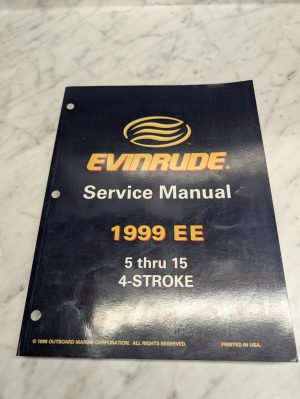 EVINRUDE®
Service Manual
1999 EE
5 thru 15
4-STROKE
© 1998 OUTBOARD MARINE CORPORATION. ALL RIGHTS RESERVED. PRINTED IN USA.